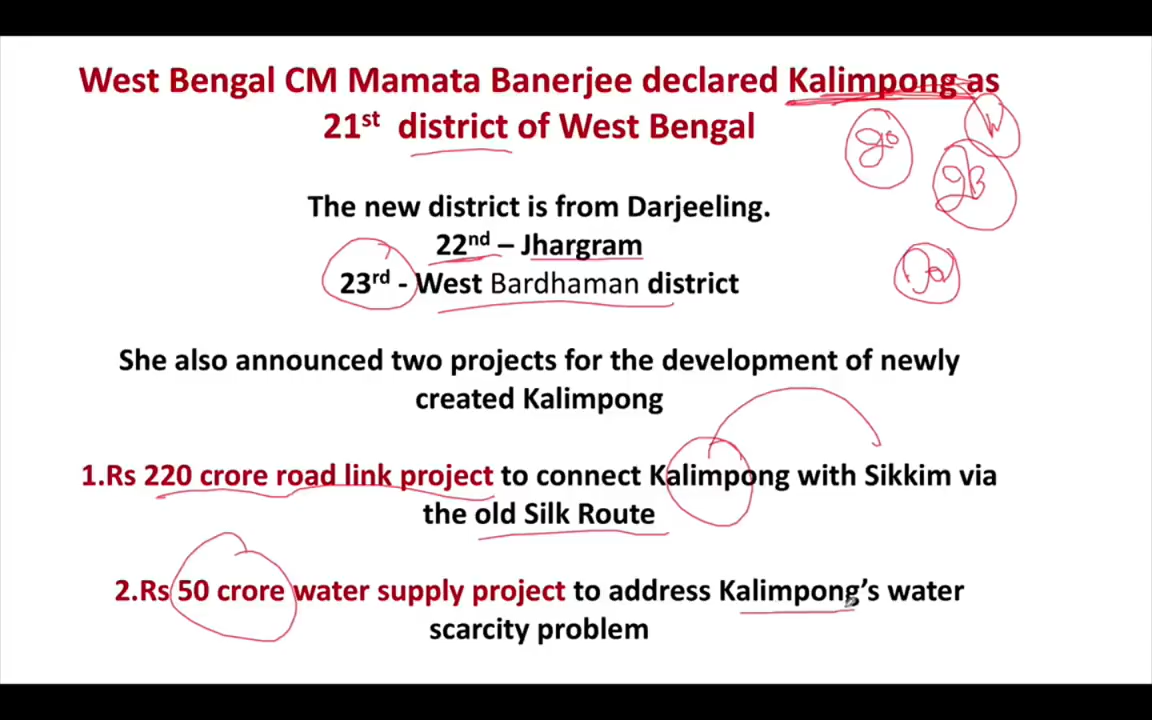 West Bengal CM Mamata Banerjee declared Kalimpong as
21st district of West Bengal
The new district is from Darjeeling.
22nd – Jhargram
23rd - West Bardhaman district
She also announced two projects for the development of newly
created Kalimpong
1.Rs 220 crore road link project to connect Kalimpong with Sikkim via
the old Silk Route
2.Rs 50 crore water supply project to address Kalimpong's water
scarcity problem